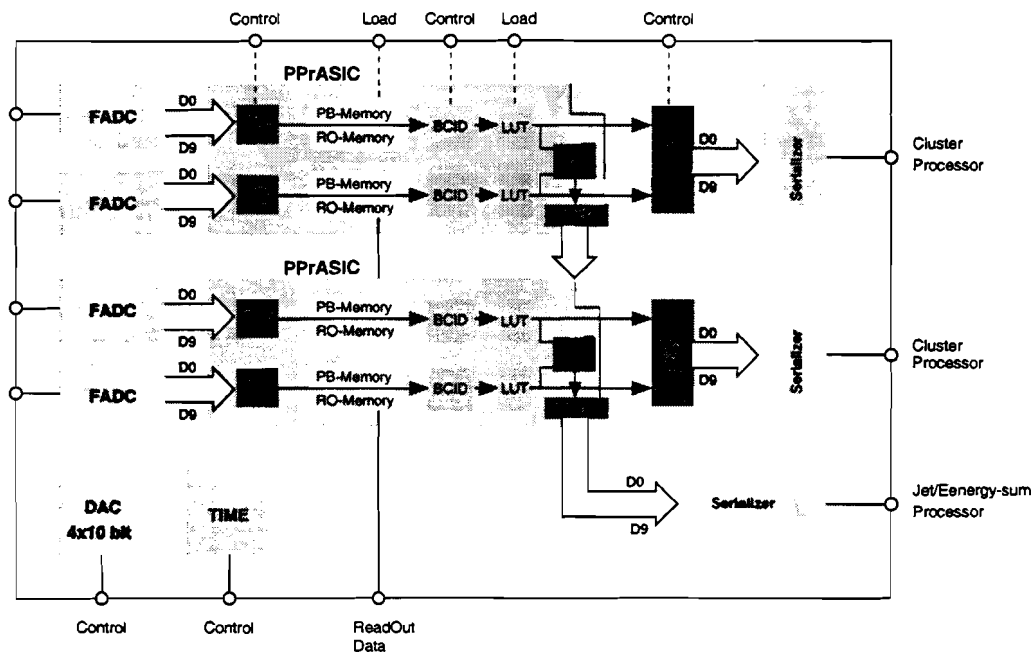 Control Load Control Load Control
PPrASIC
FADC D0 D9 PB-Memory RO-Memory BCID LUT D0 D9 Serializer Cluster Processor
FADC D0 D9 PB-Memory RO-Memory BCID LUT
PPrASIC
FADC D0 D9 PB-Memory RO-Memory BCID LUT D0 D9 Serializer Cluster Processor
FADC D0 D9 PB-Memory RO-Memory BCID LUT
D0 D9 Serializer Jet/Eenergy-sum Processor
DAC
4x10 bit
TIME
Control Control ReadOut
Data